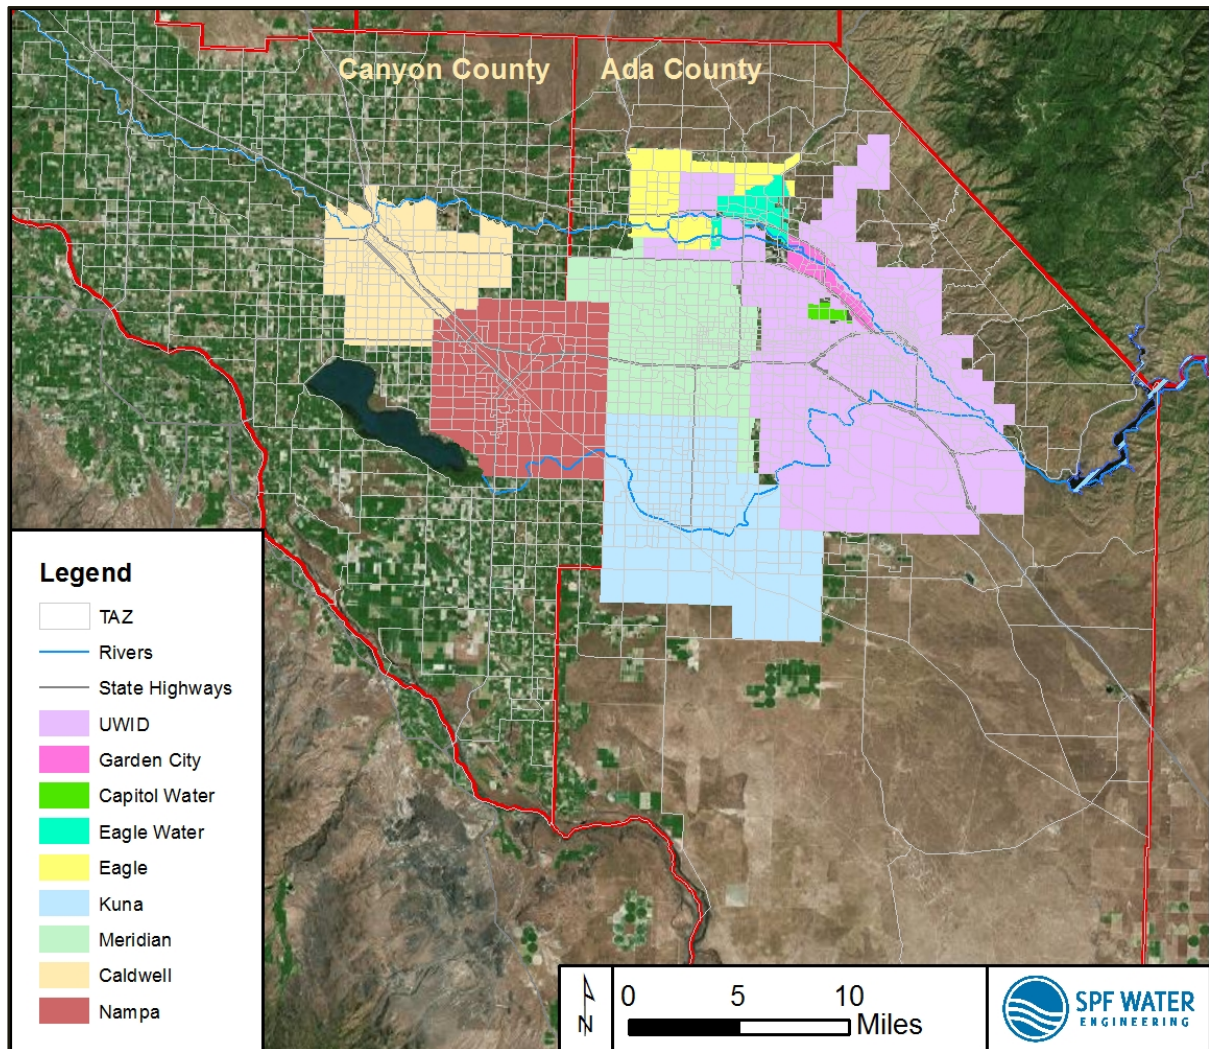 Canyon County
Ada County
Legend
TAZ
Rivers
State Highways
UWID
Garden City
Capitol Water
Eagle Water
Eagle
Kuna
Meridian
Caldwell
Nampa
N
0 5 10
Miles
SPF WATER
ENGINEERING